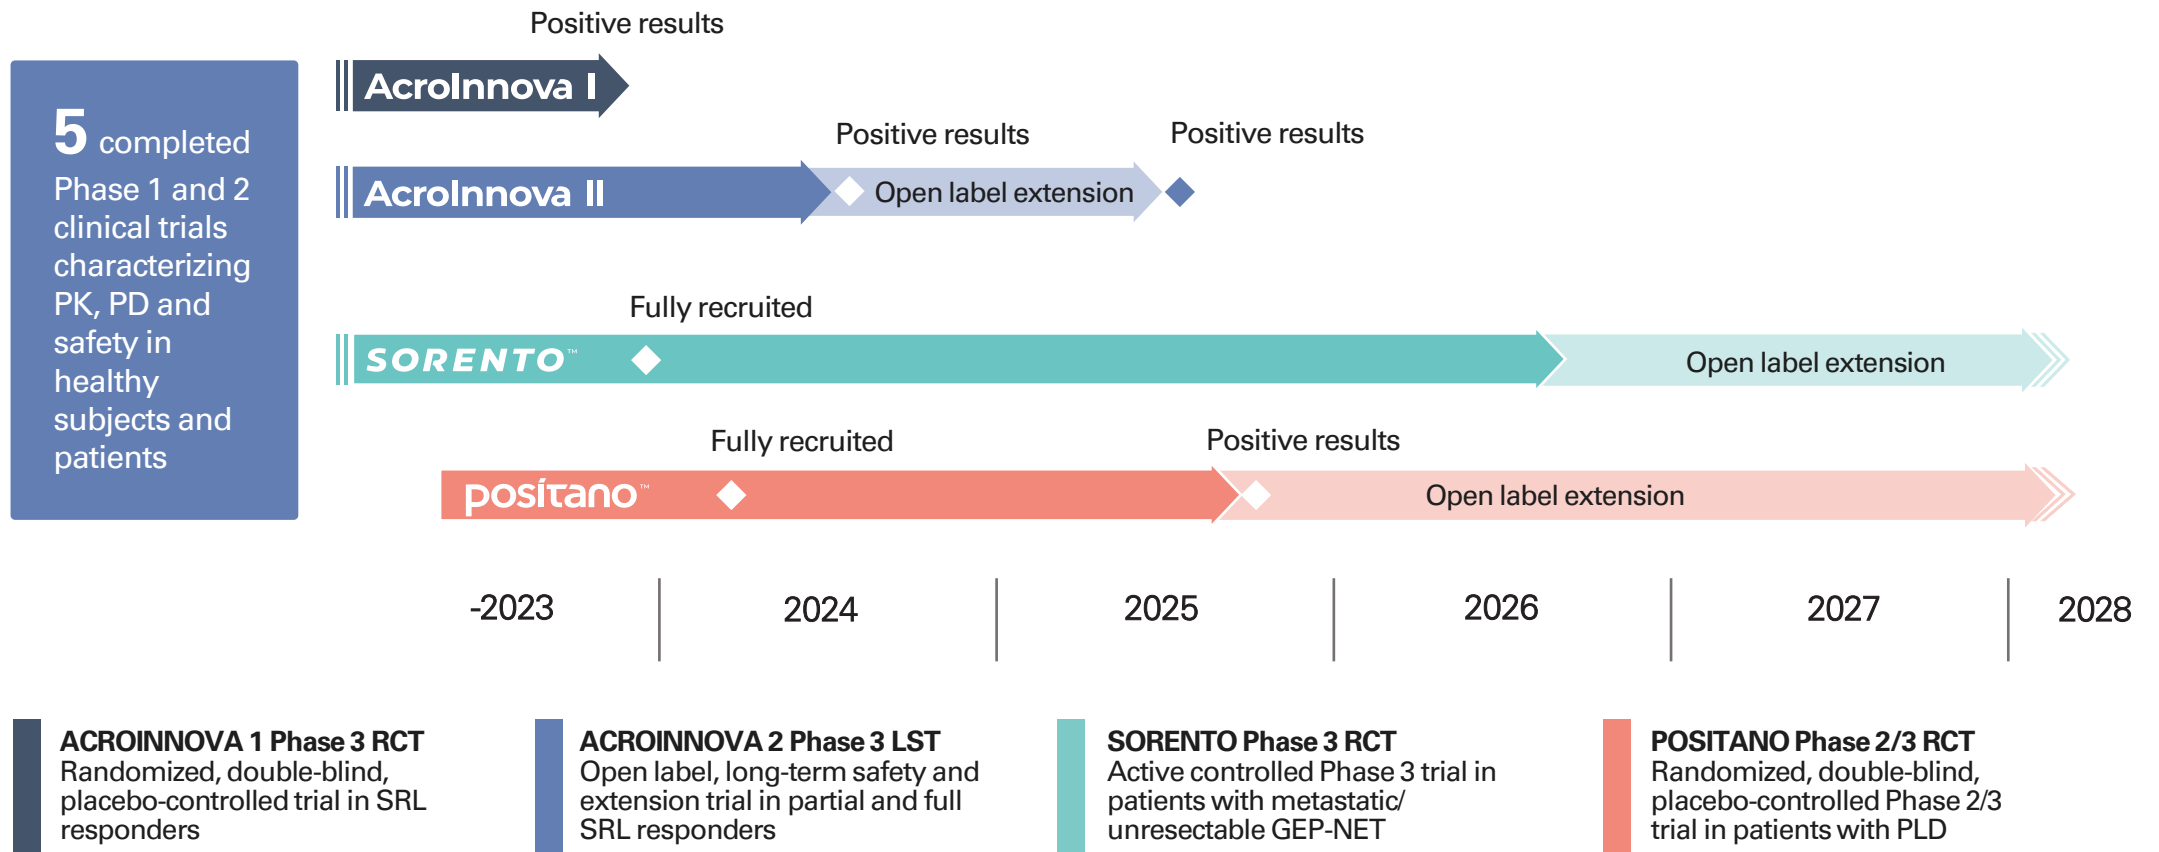 Positive results
AcroInnova I
5 completed
Phase 1 and 2
clinical trials
characterizing
PK, PD and
safety in
healthy
subjects and
patients
Positive results
Positive results
AcroInnova II
Open label extension
Fully recruited
SORENTO™
Open label extension
Fully recruited
Positive results
positano™
Open label extension
-2023
2024
2025
2026
2027
2028
ACROINNOVA 1 Phase 3 RCT
Randomized, double-blind,
placebo-controlled trial in SRL
responders
ACROINNOVA 2 Phase 3 LST
Open label, long-term safety and
extension trial in partial and full
SRL responders
SORENTO Phase 3 RCT
Active controlled Phase 3 trial in
patients with metastatic/
unresectable GEP-NET
POSITANO Phase 2/3 RCT
Randomized, double-blind,
placebo-controlled Phase 2/3
trial in patients with PLD